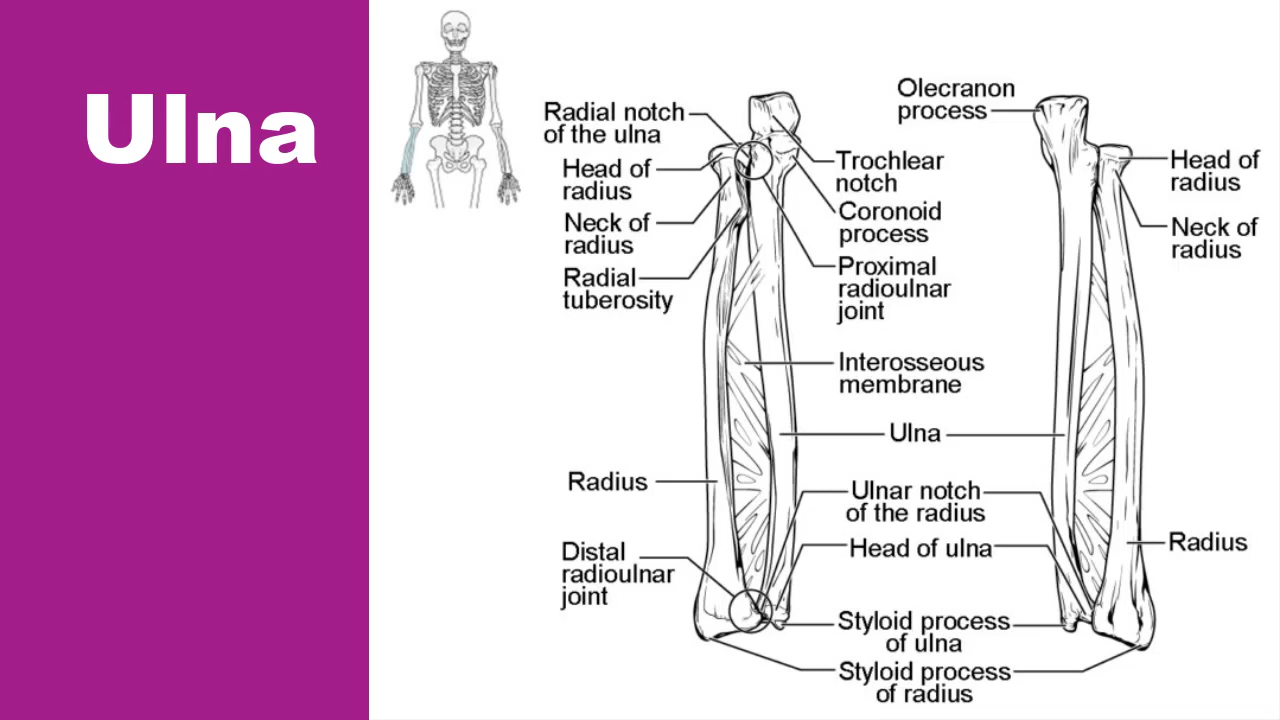 Ulna
Radial notch
of the ulna
Head of
radius
Neck of
radius
Radial
tuberosity
Radius
Distal
radioulnar
joint
Olecranon
process
Trochlear
notch
Coronoid
process
Proximal
radioulnar
joint
Interosseous
membrane
Ulna
Ulnar notch
of the radius
Head of ulna
Styloid process
of ulna
Styloid process
of radius
Head of
radius
Neck of
radius
Radius